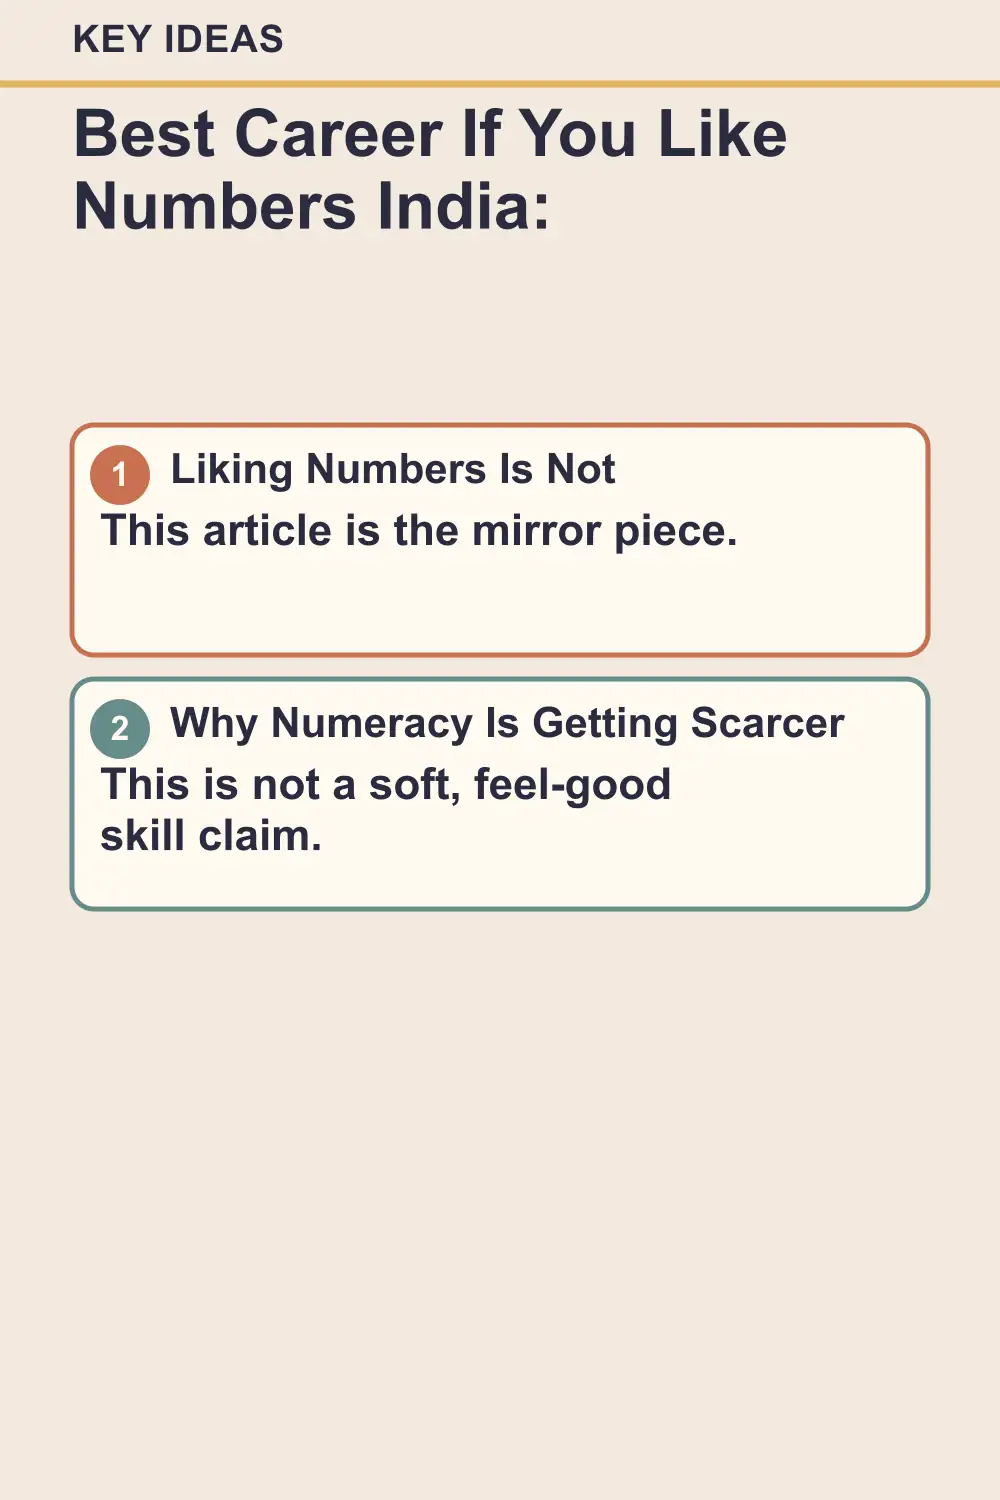 KEY IDEAS
Best Career If You Like
Numbers India:
1 Liking Numbers Is Not
This article is the mirror piece.
2 Why Numeracy Is Getting Scarcer
This is not a soft, feel-good
skill claim.